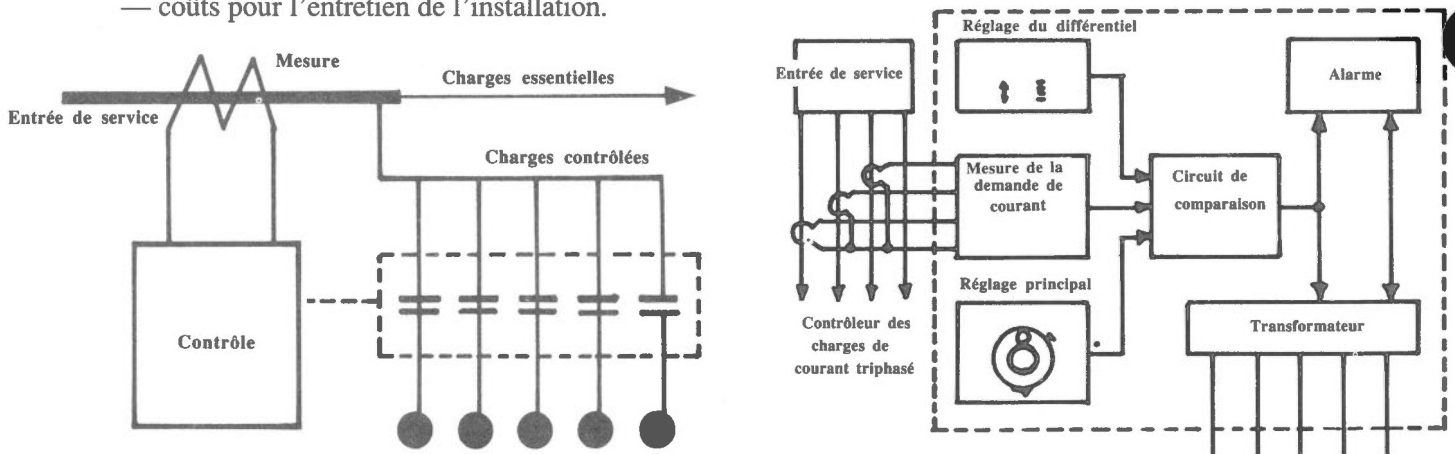 — coûts pour l'entretien de l'installation.
Mesure
Charges essentielles
Entrée de service
Charges contrôlées
Contrôle
Réglage du différentiel
Entrée de service
Alarme
Mesure de la
demande de
courant
Circuit de
comparaison
Réglage principal
Contrôleur des
charges de
courant triphasé
Transformateur